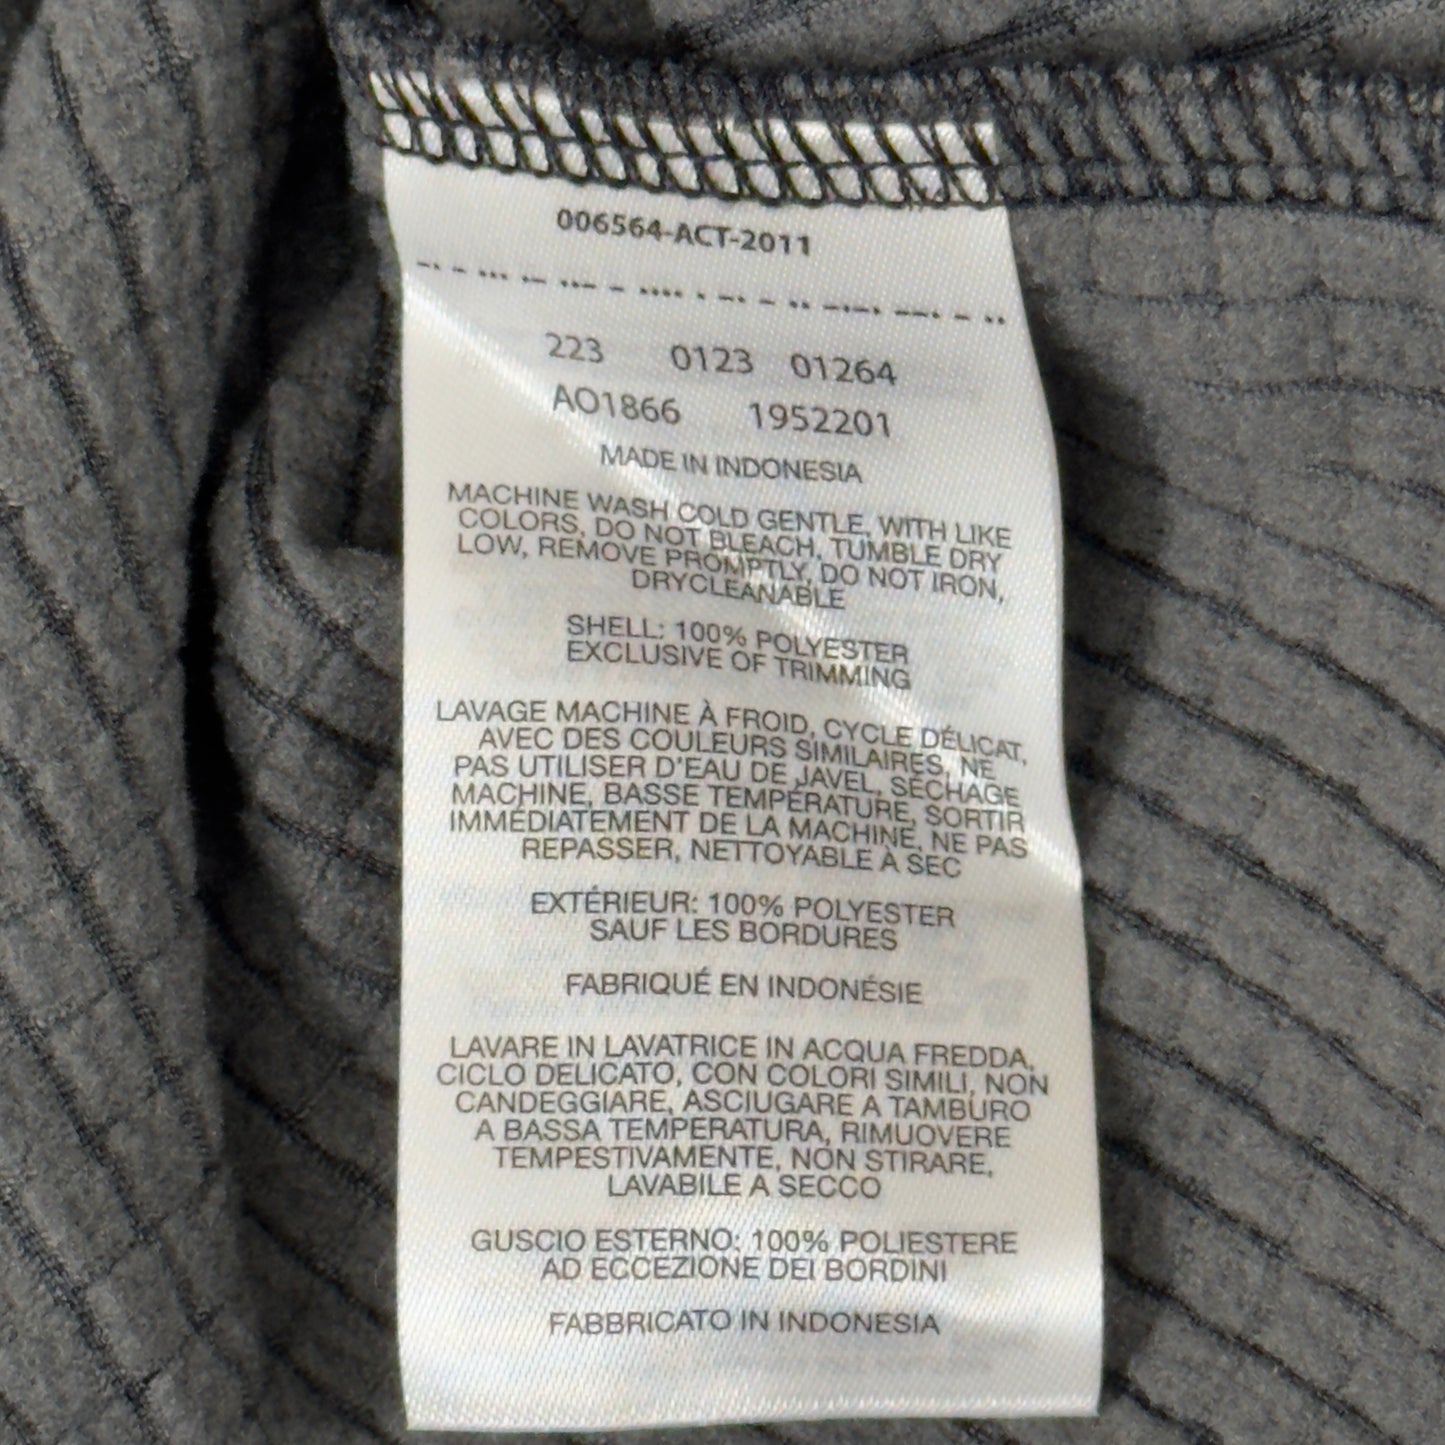 006564-ACT-2011
-. - ... .. - ... - .... . -. - .. -.-. --. - ..
223 0123 01264
AO1866 1952201
MADE IN INDONESIA
MACHINE WASH COLD GENTLE, WITH LIKE
COLORS, DO NOT BLEACH, TUMBLE DRY
LOW, REMOVE PROMPTLY, DO NOT IRON,
DRYCLEANABLE
SHELL: 100% POLYESTER
EXCLUSIVE OF TRIMMING
LAVAGE MACHINE À FROID, CYCLE DÉLICAT,
AVEC DES COULEURS SIMILAIRES, NE
PAS UTILISER D'EAU DE JAVEL, SÉCHAGE
MACHINE, BASSE TEMPÉRATURE, SORTIR
IMMÉDIATEMENT DE LA MACHINE, NE PAS
REPASSER, NETTOYABLE À SEC
EXTÉRIEUR: 100% POLYESTER
SAUF LES BORDURES
FABRIQUÉ EN INDONÉSIE
LAVARE IN LAVATRICE IN ACQUA FREDDA,
CICLO DELICATO, CON COLORI SIMILI, NON
CANDEGGIARE, ASCIUGARE A TAMBURO
A BASSA TEMPERATURA, RIMUOVERE
TEMPESTIVAMENTE, NON STIRARE,
LAVABILE A SECCO
GUSCIO ESTERNO: 100% POLIESTERE
AD ECCEZIONE DEI BORDINI
FABBRICATO IN INDONESIA